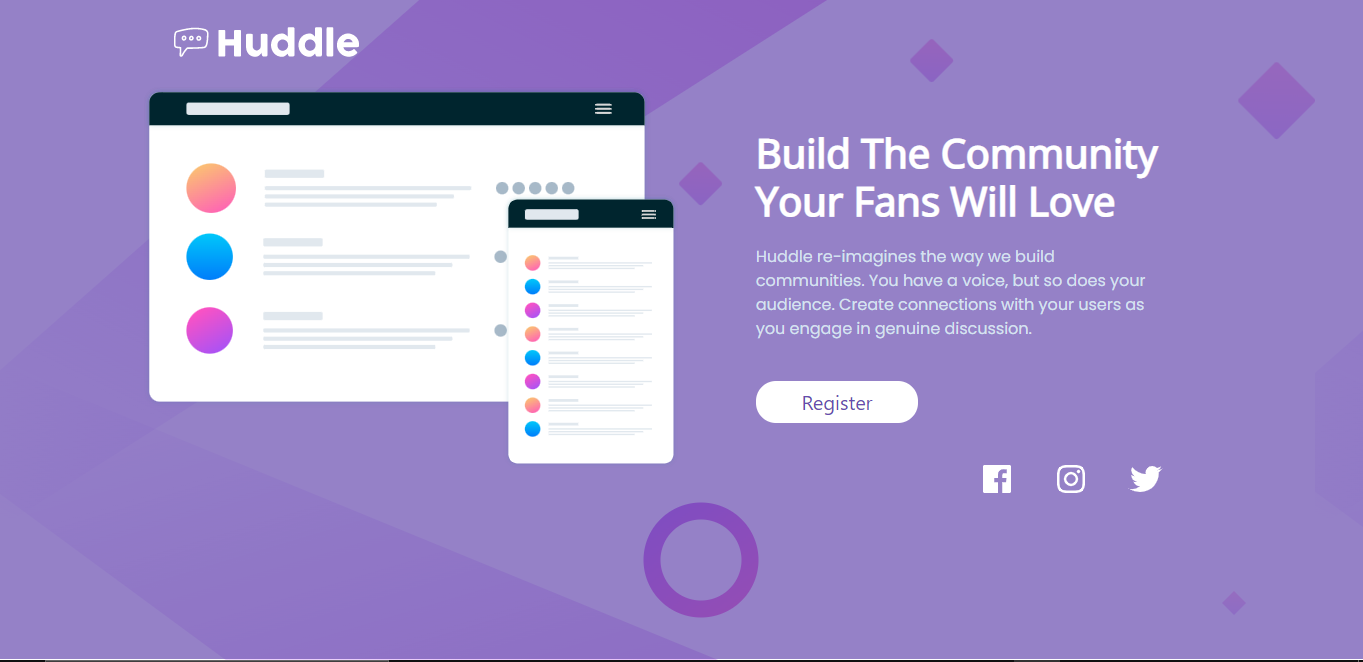 Huddle
Build The Community
Your Fans Will Love
Huddle re-imagines the way we build
communities. You have a voice, but so does your
audience. Create connections with your users as
you engage in genuine discussion.
Register